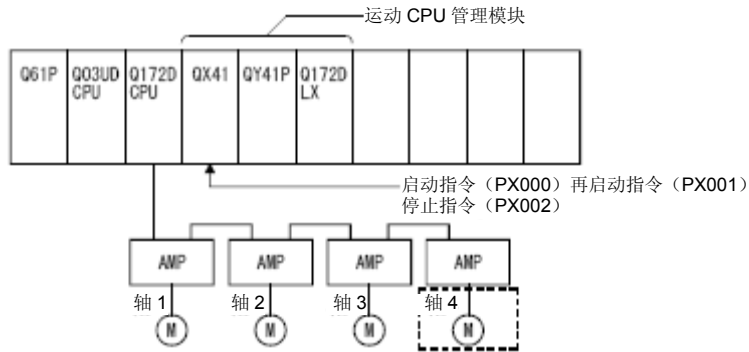 运动 CPU 管理模块
Q61P
Q03UD
CPU
Q172D
CPU
QX41
QY41P
Q172D
LX
启动指令（PX000）再启动指令（PX001）
停止指令（PX002）
AMP
AMP
AMP
AMP
轴 1
轴 2
轴 3
轴 4
M
M
M
M